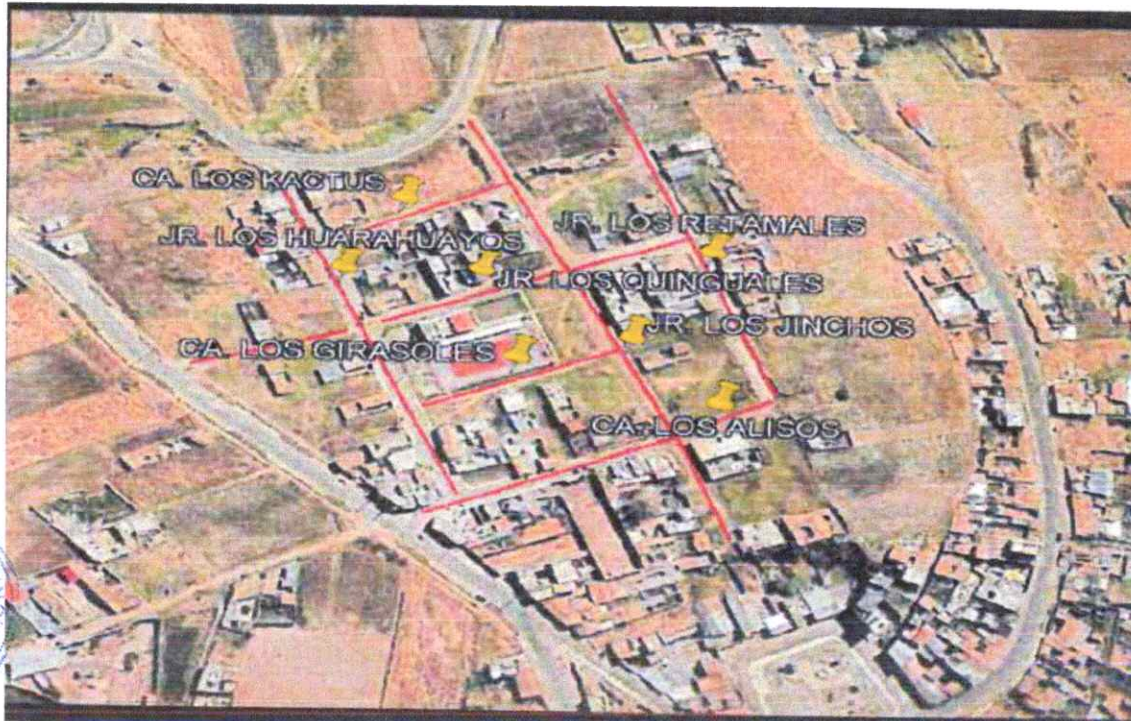 CA. LOS KACTUS
JR. LOS RETAMALES
JR. LOS HUARAHUAYOS
JR. LOS QUINGUALES
JR. LOS JINCHOS
CA. LOS GIRASOLES
CA. LOS ALISOS